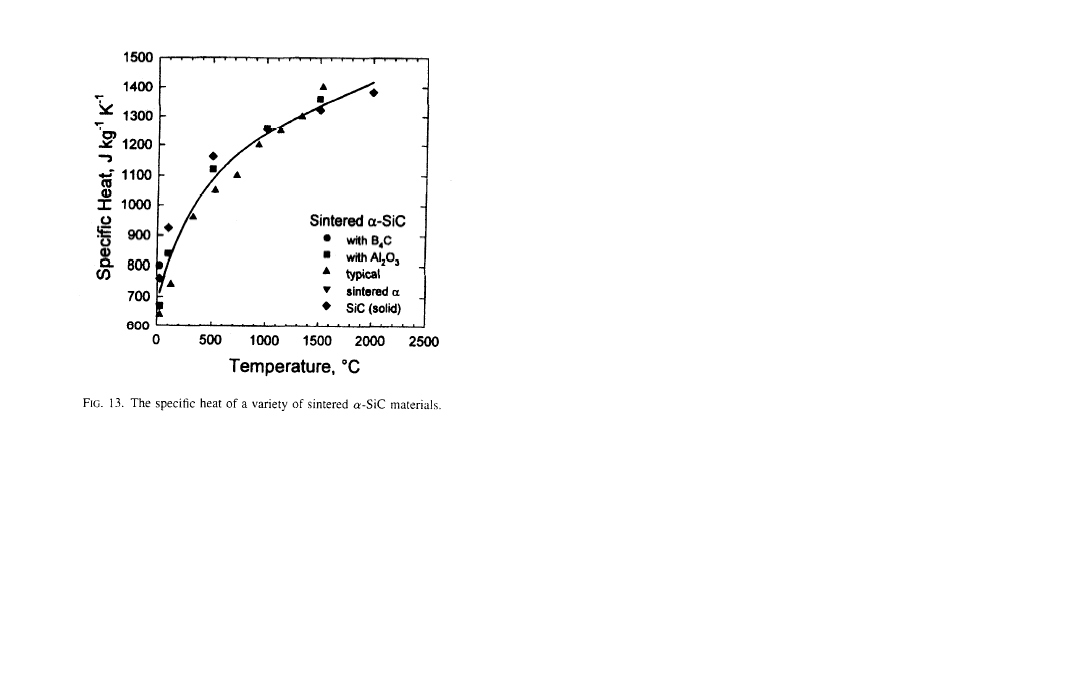 1500
1400
1300
1200
1100
1000
900
800
700
600
Specific Heat, J kg⁻¹ K⁻¹
Sintered α-SiC
with B₄C
with Al₂O₃
typical
sintered α
SiC (solid)
0 500 1000 1500 2000 2500
Temperature, °C
FIG. 13. The specific heat of a variety of sintered α-SiC materials.